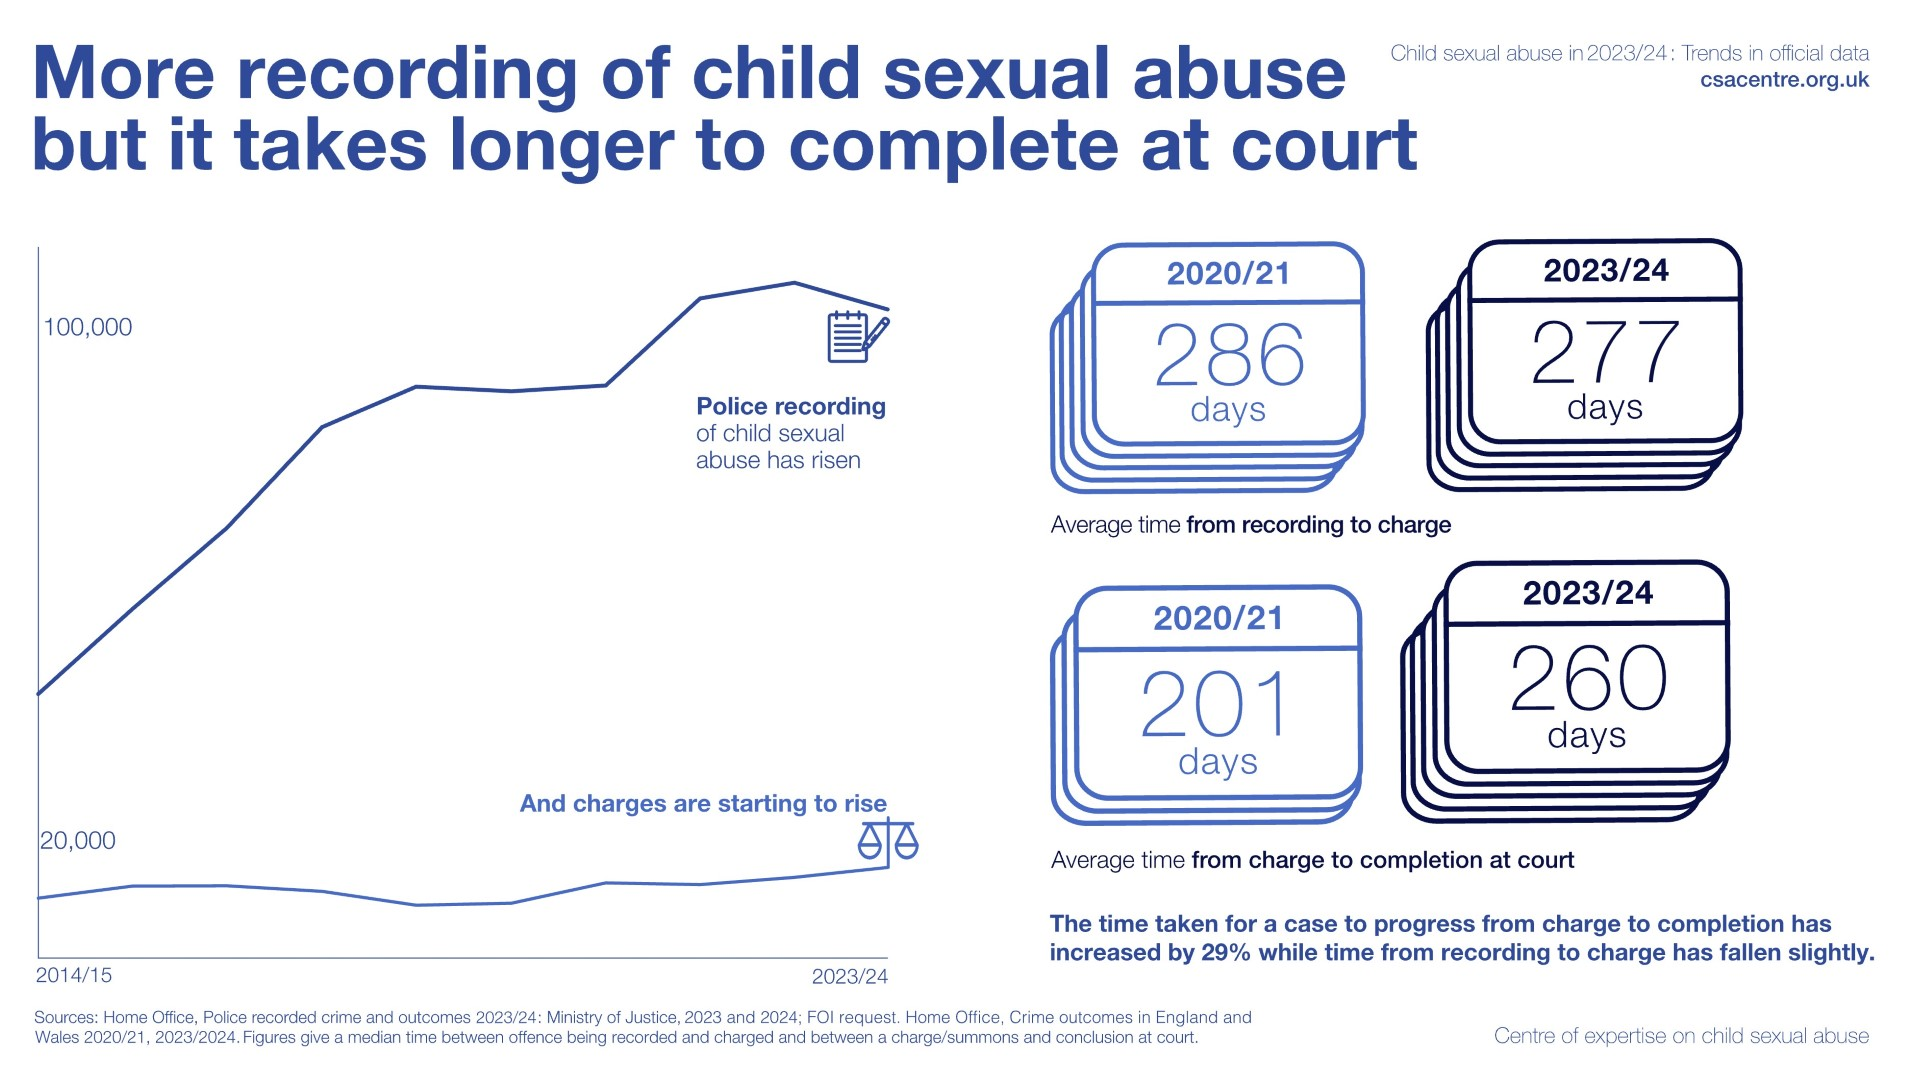 More recording of child sexual abuse
but it takes longer to complete at court
Child sexual abuse in 2023/24: Trends in official data
csacentre.org.uk
100,000
Police recording
of child sexual
abuse has risen
And charges are starting to rise
20,000
2014/15
2023/24
2020/21
286
days
2023/24
277
days
Average time from recording to charge
2020/21
201
days
2023/24
260
days
Average time from charge to completion at court
The time taken for a case to progress from charge to completion has
increased by 29% while time from recording to charge has fallen slightly.
Sources: Home Office, Police recorded crime and outcomes 2023/24: Ministry of Justice, 2023 and 2024; FOI request. Home Office, Crime outcomes in England and
Wales 2020/21, 2023/2024. Figures give a median time between offence being recorded and charged and between a charge/summons and conclusion at court.
Centre of expertise on child sexual abuse